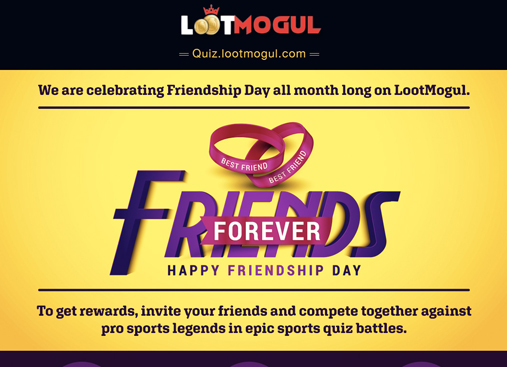 LOOTMOGUL
Quiz.lootmogul.com
We are celebrating Friendship Day all month long on LootMogul.
BEST FRIEND
BEST FRIEND
FRIENDS
FOREVER
HAPPY FRIENDSHIP DAY
To get rewards, invite your friends and compete together against
pro sports legends in epic sports quiz battles.